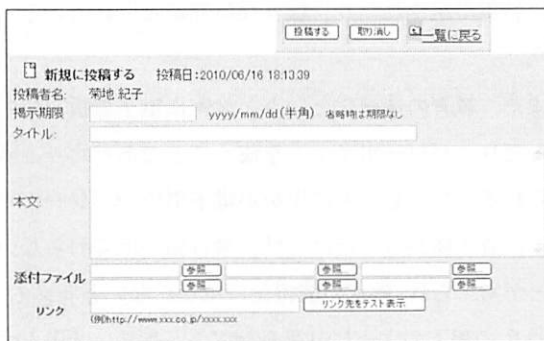 投稿する 取り消し 一覧に戻る
新規に投稿する 投稿日:2010/06/16 18:13:39
投稿者名: 菊地 紀子
掲示期限 yyyy/mm/dd(半角) 省略時は期限なし
タイトル:
本文:
添付ファイル 参照... 参照... 参照...
参照... 参照... 参照...
リンク リンク先をテスト表示
(例)http://www.xxx.co.jp/xxxx.xxx